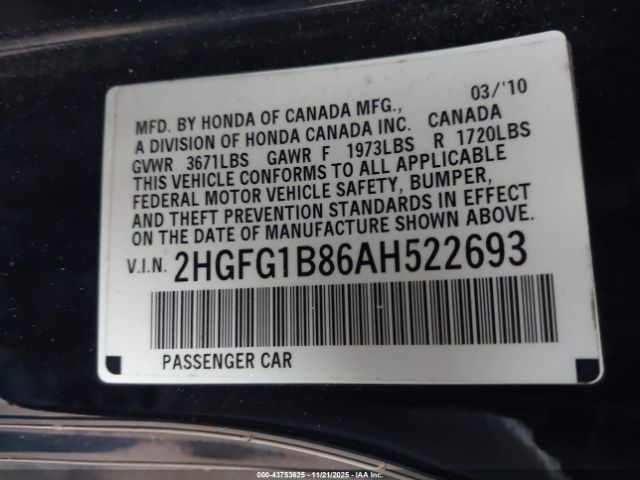 03/'10
MFD. BY HONDA OF CANADA MFG.,
A DIVISION OF HONDA CANADA INC. CANADA
GVWR 3671LBS GAWR F 1973LBS R 1720LBS
THIS VEHICLE CONFORMS TO ALL APPLICABLE
FEDERAL MOTOR VEHICLE SAFETY, BUMPER,
AND THEFT PREVENTION STANDARDS IN EFFECT
ON THE DATE OF MANUFACTURE SHOWN ABOVE.
V.I.N. 2HGFG1B86AH522693
PASSENGER CAR
000-43753625 - 11/21/2025 - IAAI, Inc.